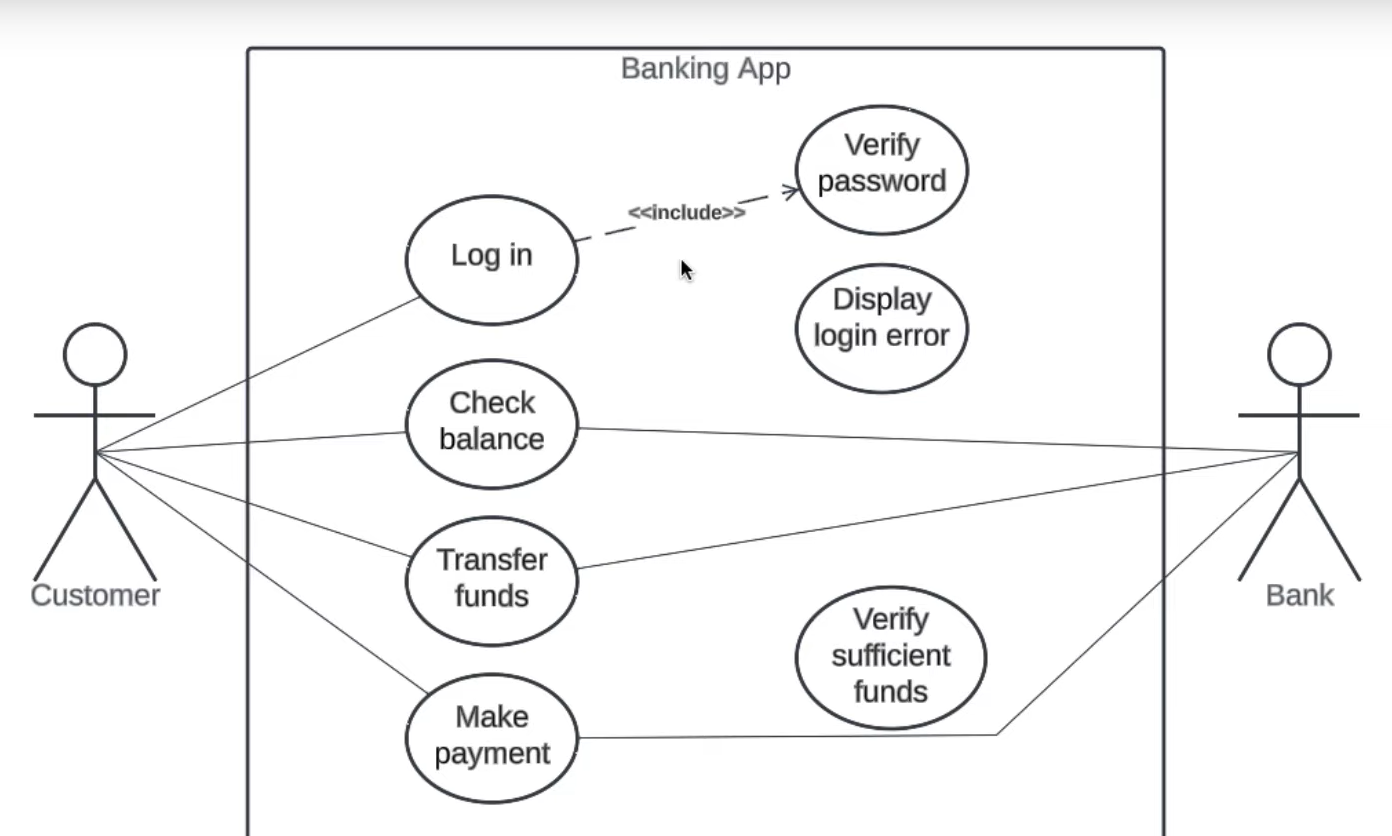 Banking App
Verify
password
<<include>>
Log in
Display
login error
Check
balance
Transfer
funds
Customer
Bank
Verify
sufficient
funds
Make
payment